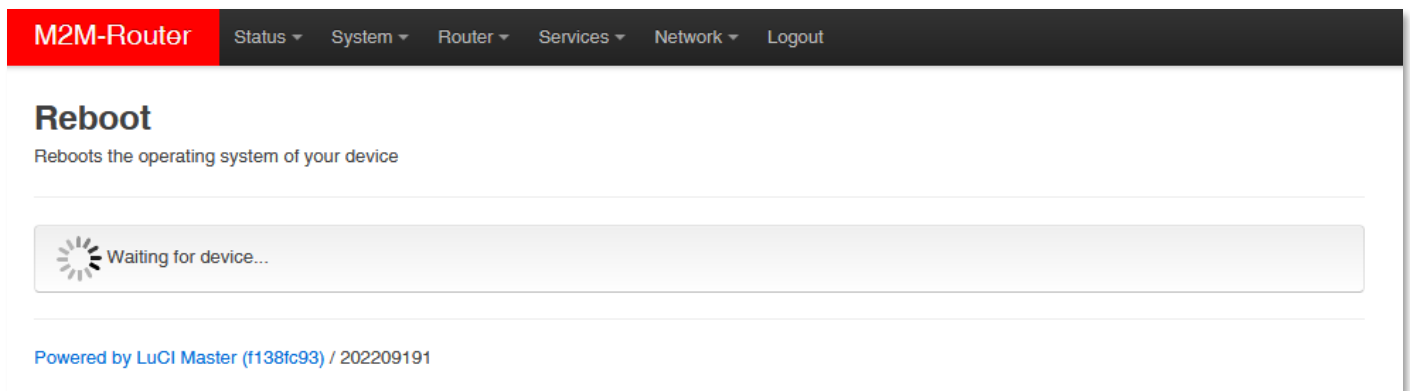 M2M-Router Status System Router Services Network Logout
Reboot
Reboots the operating system of your device
Waiting for device...
Powered by LuCI Master (f138fc93) / 202209191